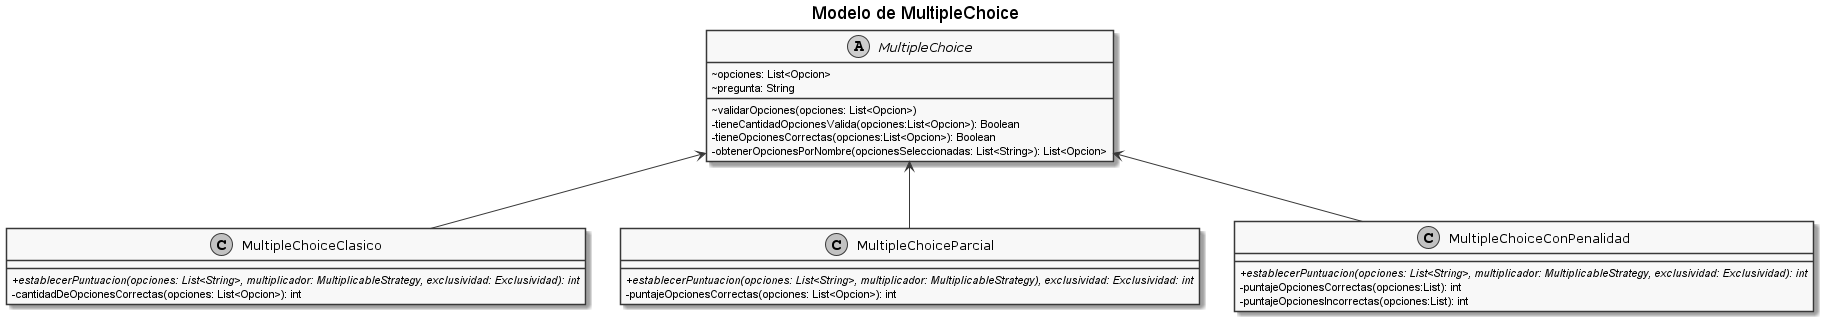 Modelo de MultipleChoice
A MultipleChoice
~opciones: List<Opcion>
~pregunta: String
~validarOpciones(opciones: List<Opcion>)
-tieneCantidadOpcionesValida(opciones:List<Opcion>): Boolean
-tieneOpcionesCorrectas(opciones:List<Opcion>): Boolean
-obtenerOpcionesPorNombre(opcionesSeleccionadas: List<String>): List<Opcion>
C MultipleChoiceClasico
+establecerPuntuacion(opciones: List<String>, multiplicador: MultiplicableStrategy, exclusividad: Exclusividad): int
-cantidadDeOpcionesCorrectas(opciones: List<Opcion>): int
C MultipleChoiceParcial
+establecerPuntuacion(opciones: List<String>, multiplicador: MultiplicableStrategy), exclusividad: Exclusividad: int
-puntajeOpcionesCorrectas(opciones: List<Opcion>): int
C MultipleChoiceConPenalidad
+establecerPuntuacion(opciones: List<String>, multiplicador: MultiplicableStrategy, exclusividad: Exclusividad): int
-puntajeOpcionesCorrectas(opciones:List): int
-puntajeOpcionesIncorrectas(opciones:List): int